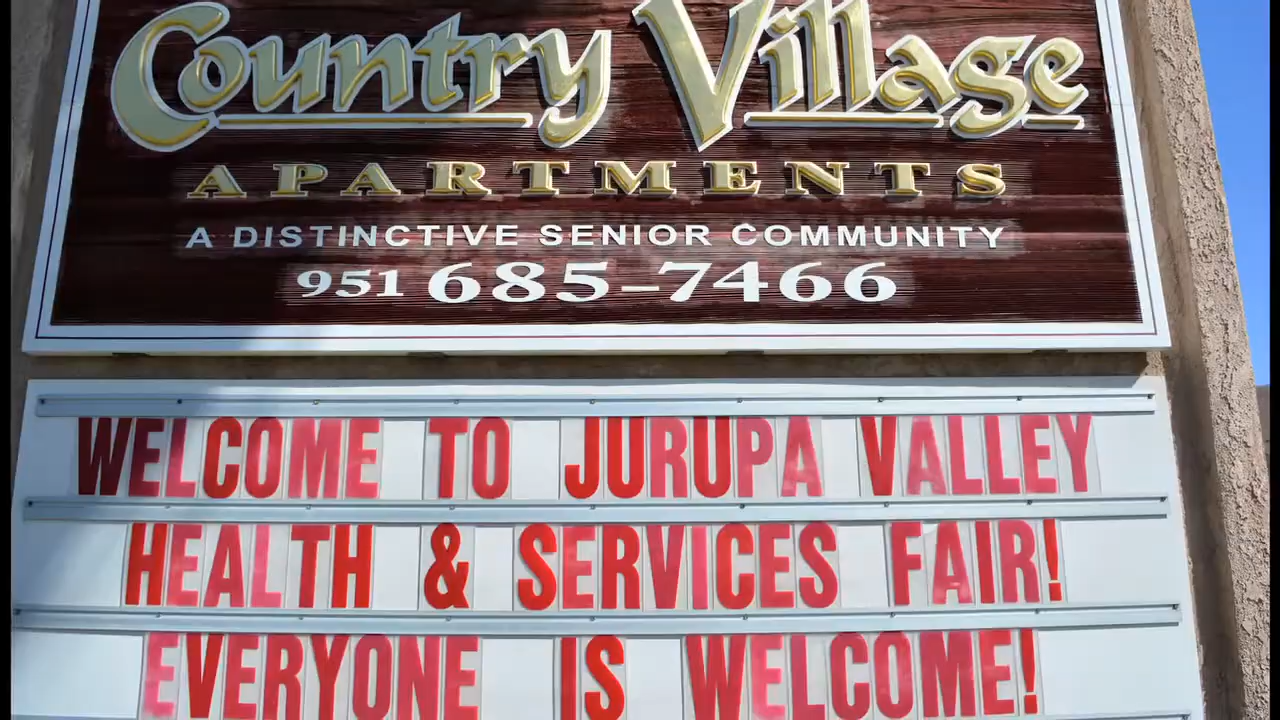 Country Village
APARTMENTS
A DISTINCTIVE SENIOR COMMUNITY
951 685-7466
WELCOME TO JURUPA VALLEY
HEALTH & SERVICES FAIR!
EVERYONE IS WELCOME!